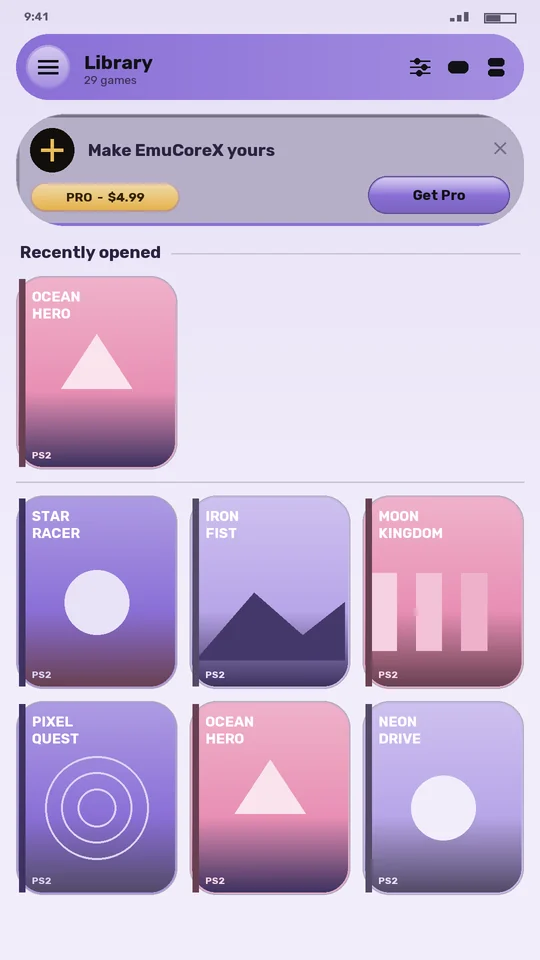 9:41
Library
29 games
Make EmuCoreX yours
PRO - $4.99
Get Pro
Recently opened
OCEAN
HERO
PS2
STAR
RACER
PS2
IRON
FIST
PS2
MOON
KINGDOM
PS2
PIXEL
QUEST
PS2
OCEAN
HERO
PS2
NEON
DRIVE
PS2